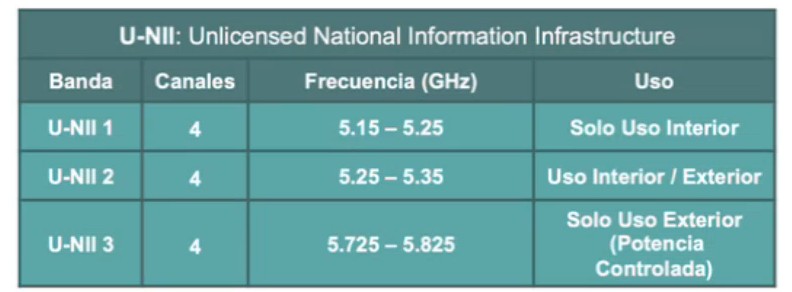 U-NII: Unlicensed National Information Infrastructure
Banda Canales Frecuencia (GHz) Uso
U-NII 1 4 5.15 – 5.25 Solo Uso Interior
U-NII 2 4 5.25 – 5.35 Uso Interior / Exterior
U-NII 3 4 5.725 – 5.825 Solo Uso Exterior
(Potencia
Controlada)